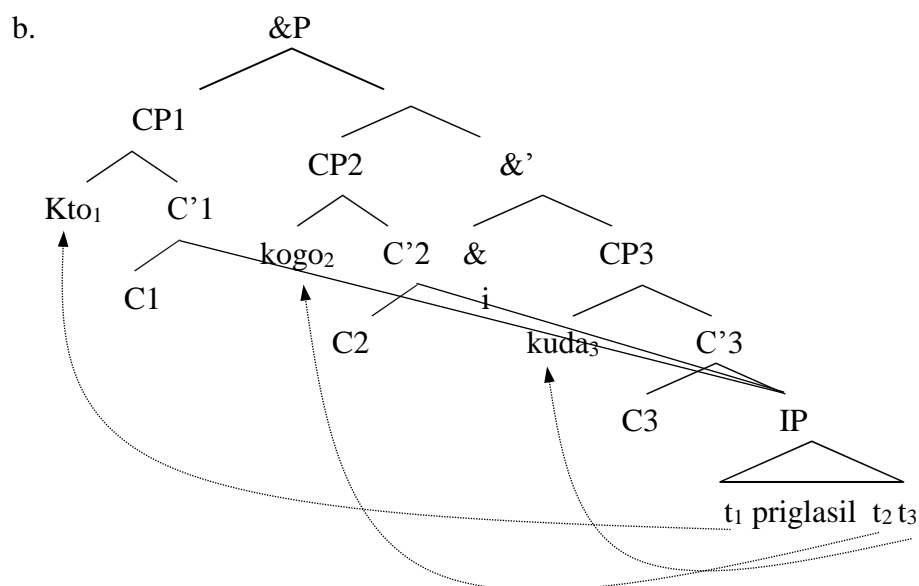 b. &P
CP1
CP2 &’
Kto1 C’1 kogo2 C’2 & CP3
C1 i
C2 kuda3 C’3
C3 IP
t1 priglasil t2 t3